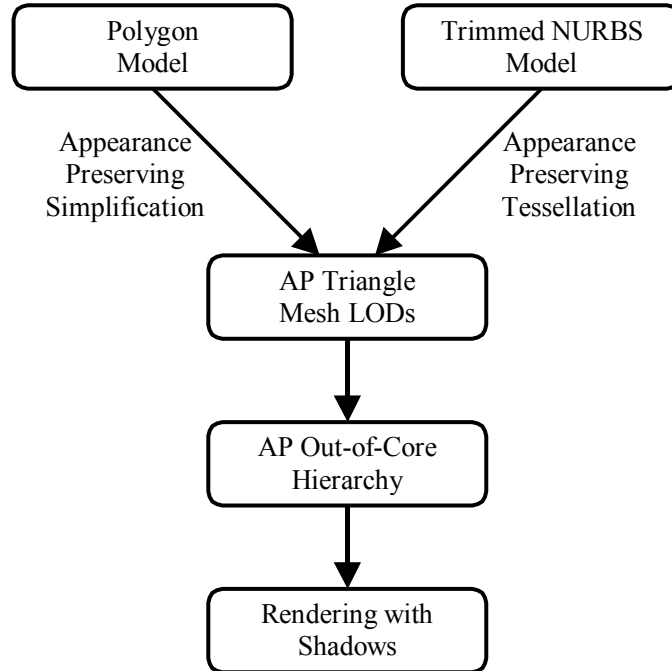 Polygon
Model
Trimmed NURBS
Model
Appearance
Preserving
Simplification
Appearance
Preserving
Tessellation
AP Triangle
Mesh LODs
AP Out-of-Core
Hierarchy
Rendering with
Shadows